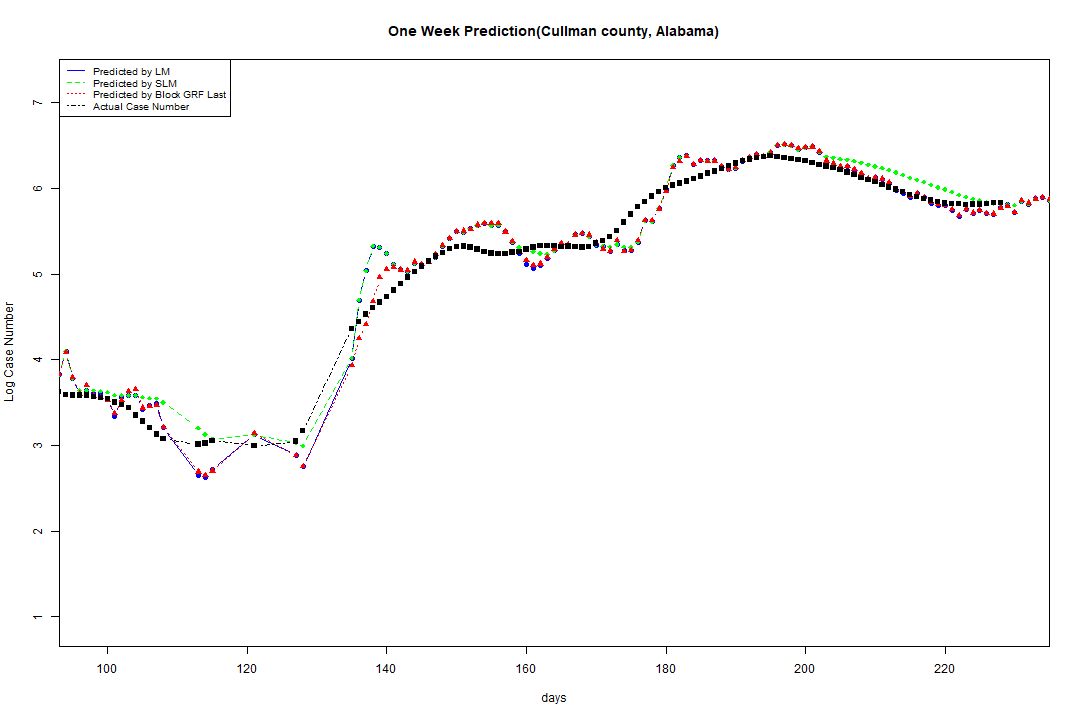 One Week Prediction(Cullman county, Alabama)
Predicted by LM
Predicted by SLM
Predicted by Block GRF Last
Actual Case Number
7
6
5
4
3
2
1
Log Case Number
100 120 140 160 180 200 220
days